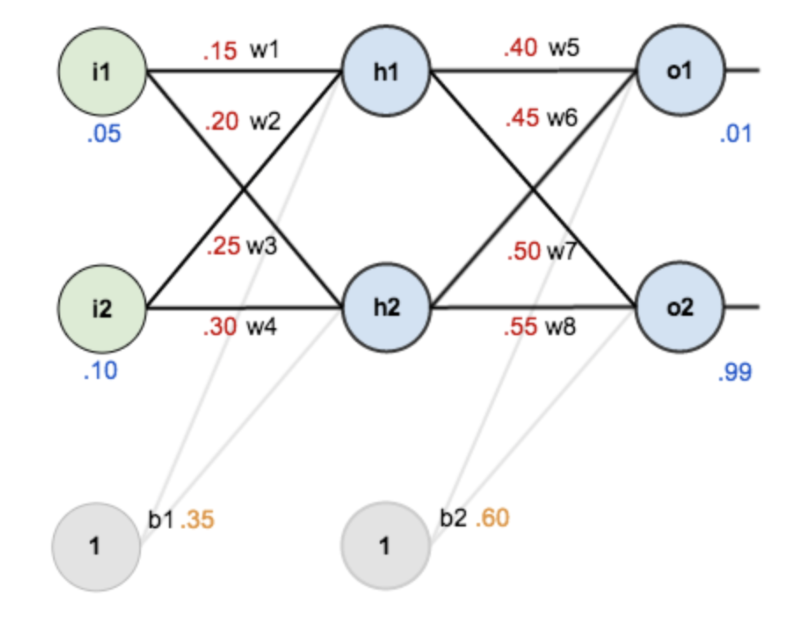 i1 .15 w1 h1 .40 w5 o1
.05 .20 w2 .45 w6 .01
.25 w3 .50 w7
i2 .30 w4 h2 .55 w8 o2
.10 .99
b1 .35 b2 .60
1 1